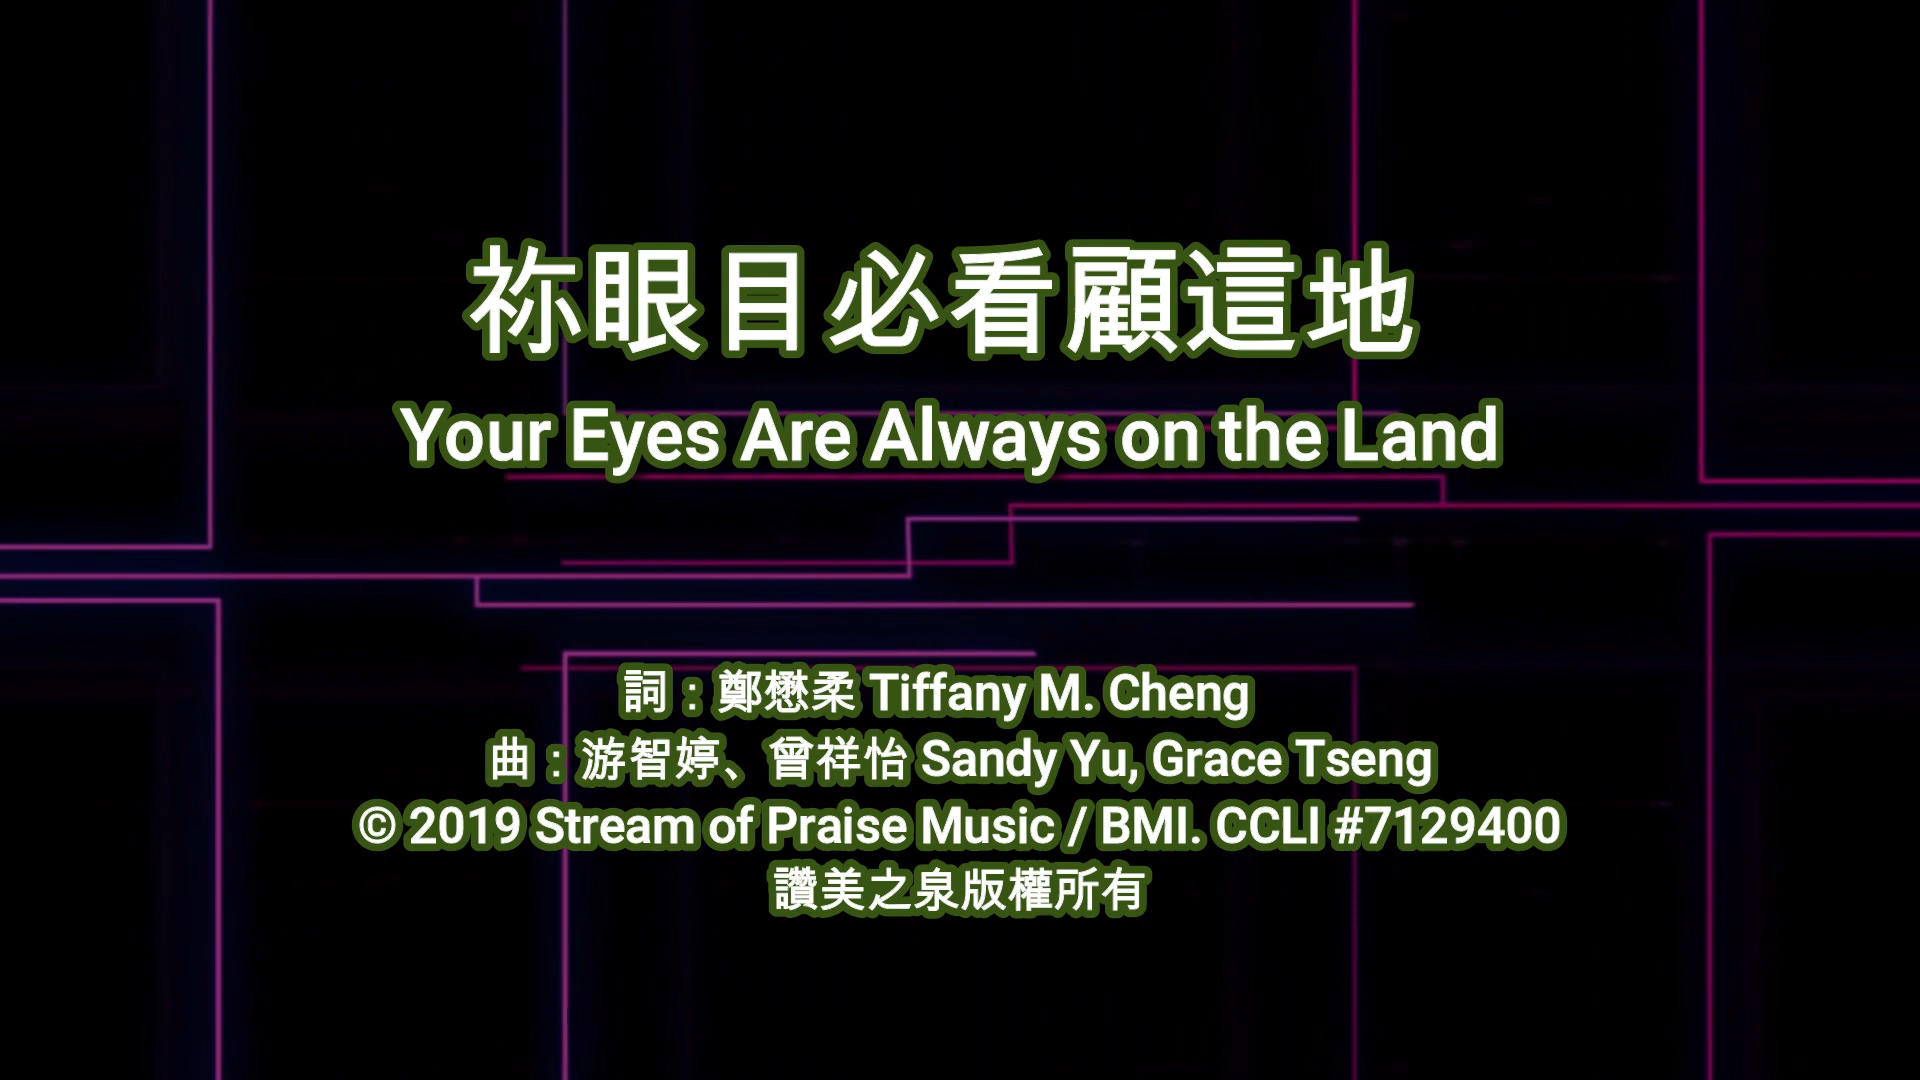 祢眼目必看顧這地
Your Eyes Are Always on the Land
詞：鄭懋柔 Tiffany M. Cheng
曲：游智婷、曾祥怡 Sandy Yu, Grace Tseng
© 2019 Stream of Praise Music / BMI. CCLI #7129400
讚美之泉版權所有